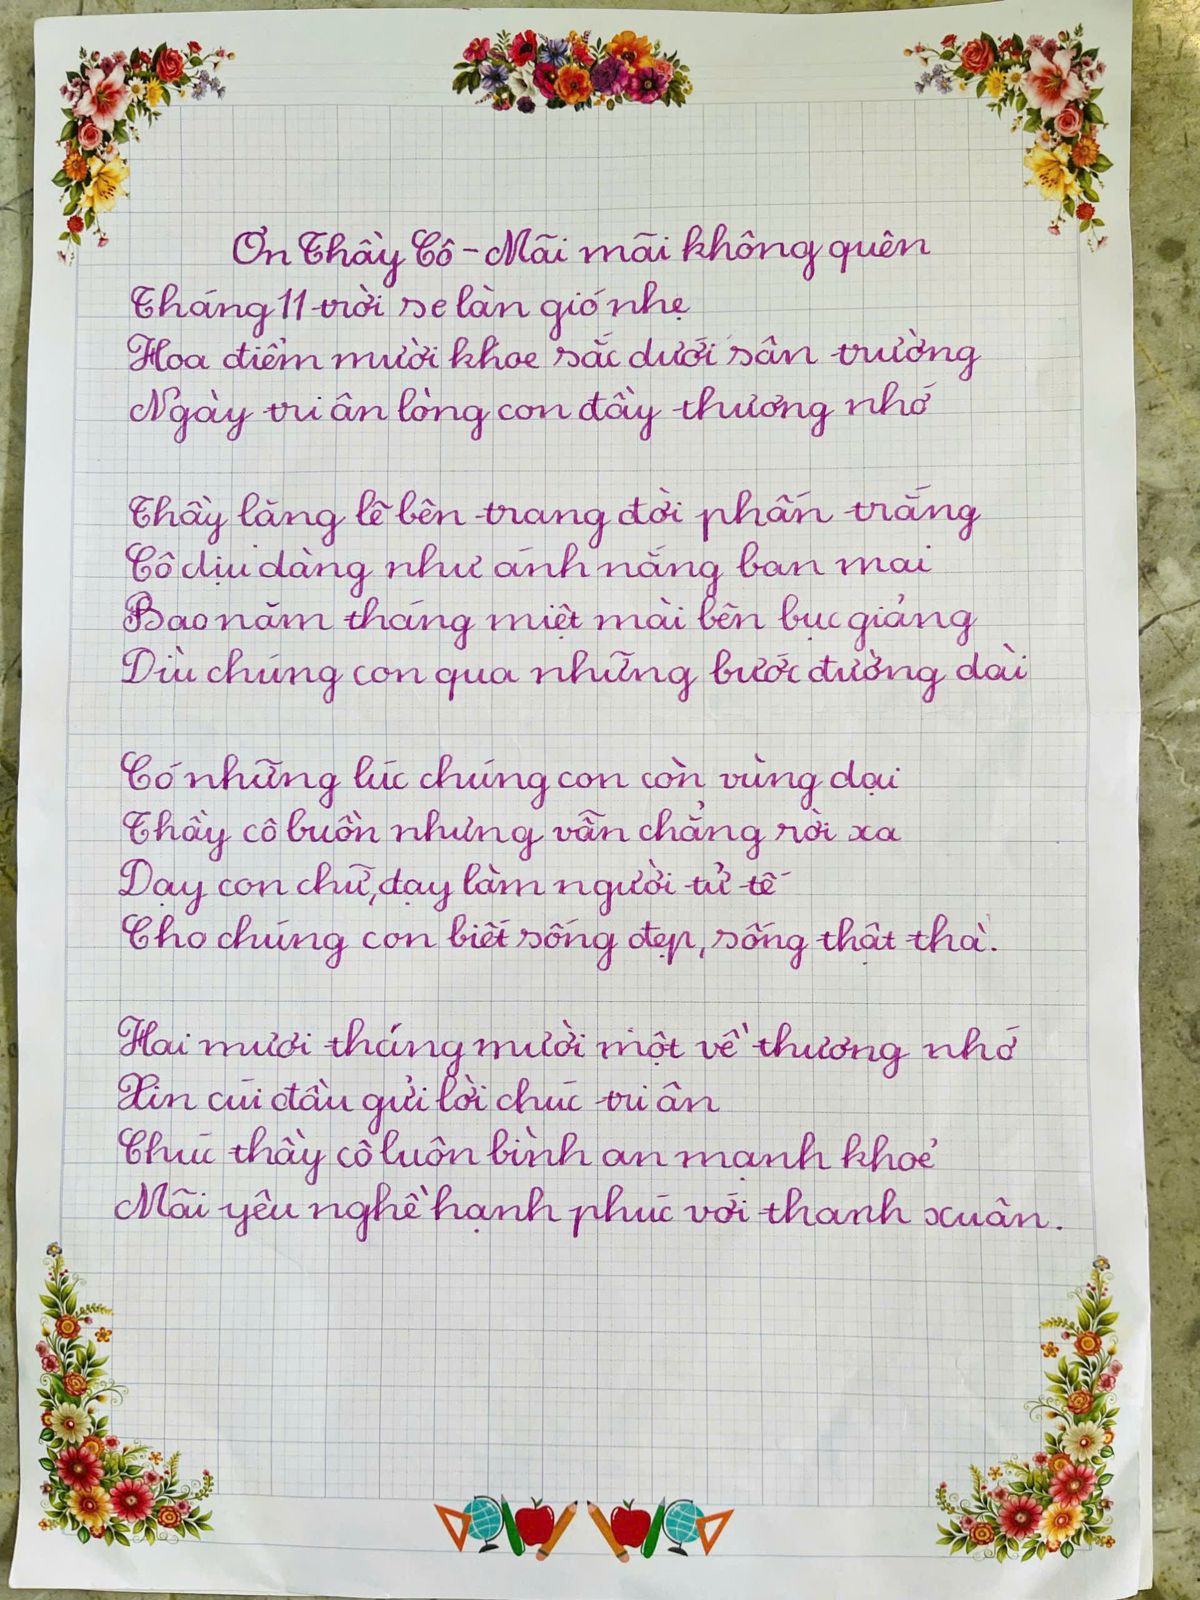 Ơn Thầy Cô - Mãi mãi không quên
Tháng 11 trời se làn gió nhẹ
Hoa điểm mười khoe sắc dưới sân trường
Ngày tri ân lòng con đầy thương nhớ
Thầy lặng lẽ bên trang đời phấn trắng
Cô dịu dàng như ánh nắng ban mai
Bao năm tháng miệt mài bên bục giảng
Dìu chúng con qua những bước đường dài
Có những lúc chúng con còn vùng dại
Thầy cô buồn nhưng vẫn chẳng rời xa
Dạy con chữ, dạy làm người tử tế
Cho chúng con biết sống đẹp, sống thật thà.
Hai mươi tháng mười một về thương nhớ
Xin cúi đầu gửi lời chúc tri ân
Chúc thầy cô luôn bình an mạnh khoẻ
Mãi yêu nghề hạnh phúc với thanh xuân.